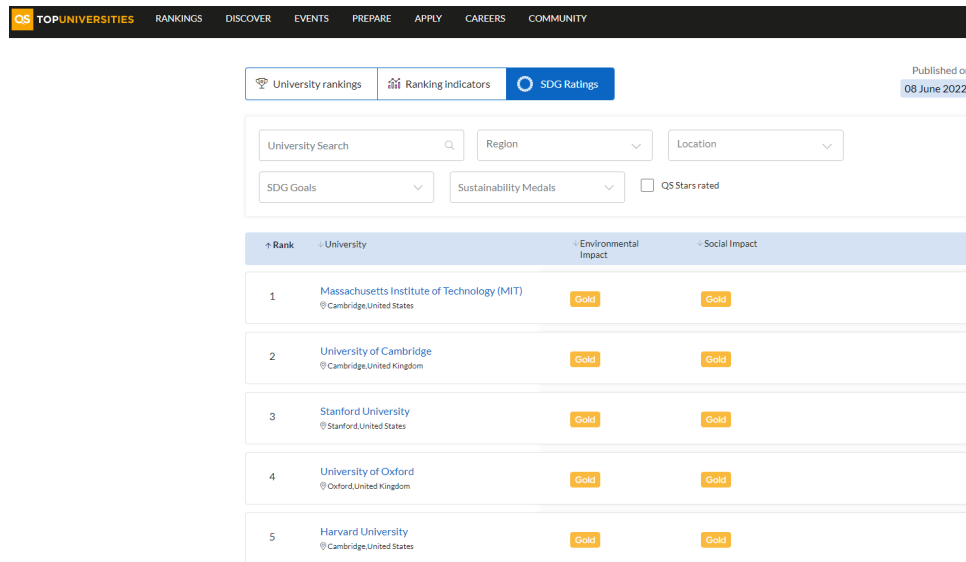 QS TOPUNIVERSITIES RANKINGS DISCOVER EVENTS PREPARE APPLY CAREERS COMMUNITY
University rankings Ranking indicators SDG Ratings
Published
08 June 2022
University Search Region Location
SDG Goals Sustainability Medals QS Stars rated
Rank University Environmental Impact Social Impact
1 Massachusetts Institute of Technology (MIT) Gold Gold
Cambridge,United States
2 University of Cambridge Gold Gold
Cambridge,United Kingdom
3 Stanford University Gold Gold
Stanford,United States
4 University of Oxford Gold Gold
Oxford,United Kingdom
5 Harvard University Gold Gold
Cambridge,United States